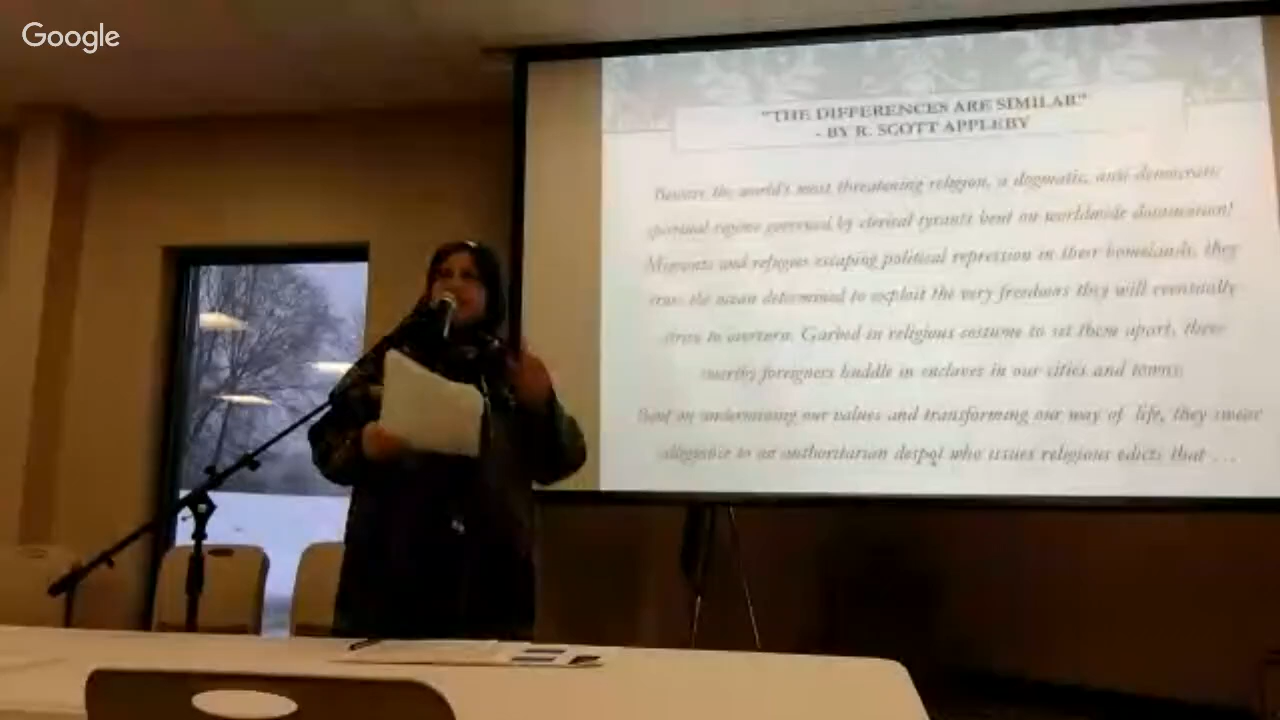 Google
"THE DIFFERENCES ARE SIMILAR"
- BY R. SCOTT APPLEBY
Beware the world's most threatening religion, a dogmatic, anti-democratic
spiritual regime governed by clerical tyrants bent on worldwide domination!
Migrants and refugees escaping political repression in their homelands, they
cross the ocean determined to exploit the very freedoms they will eventually
strive to overturn. Garbed in religious costume to set them apart, these
swarthy foreigners huddle in enclaves in our cities and towns.
Bent on undermining our values and transforming our way of life, they swear
allegiance to an authoritarian despot who issues religious edicts that ...